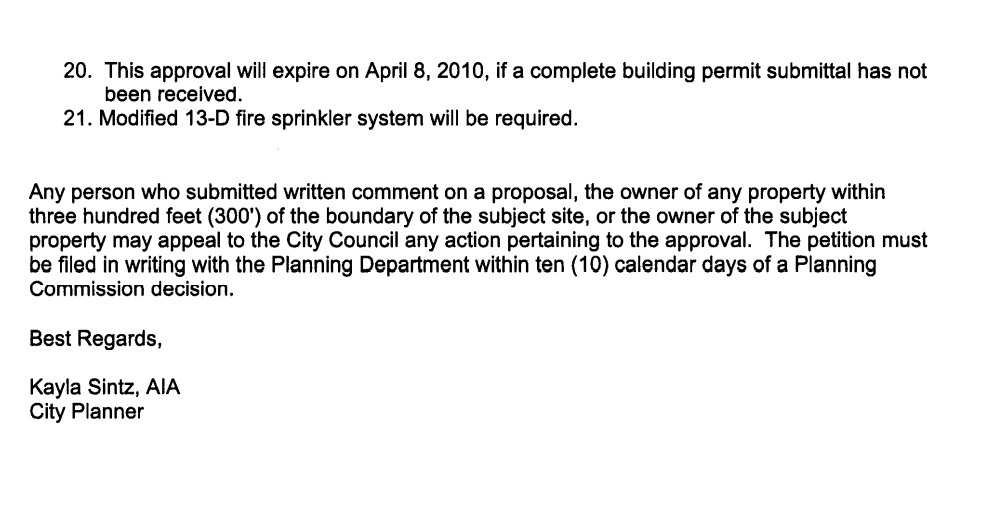 20. This approval will expire on April 8, 2010, if a complete building permit submittal has not
been received.
21. Modified 13-D fire sprinkler system will be required.
Any person who submitted written comment on a proposal, the owner of any property within
three hundred feet (300') of the boundary of the subject site, or the owner of the subject
property may appeal to the City Council any action pertaining to the approval. The petition must
be filed in writing with the Planning Department within ten (10) calendar days of a Planning
Commission decision.
Best Regards,
Kayla Sintz, AIA
City Planner